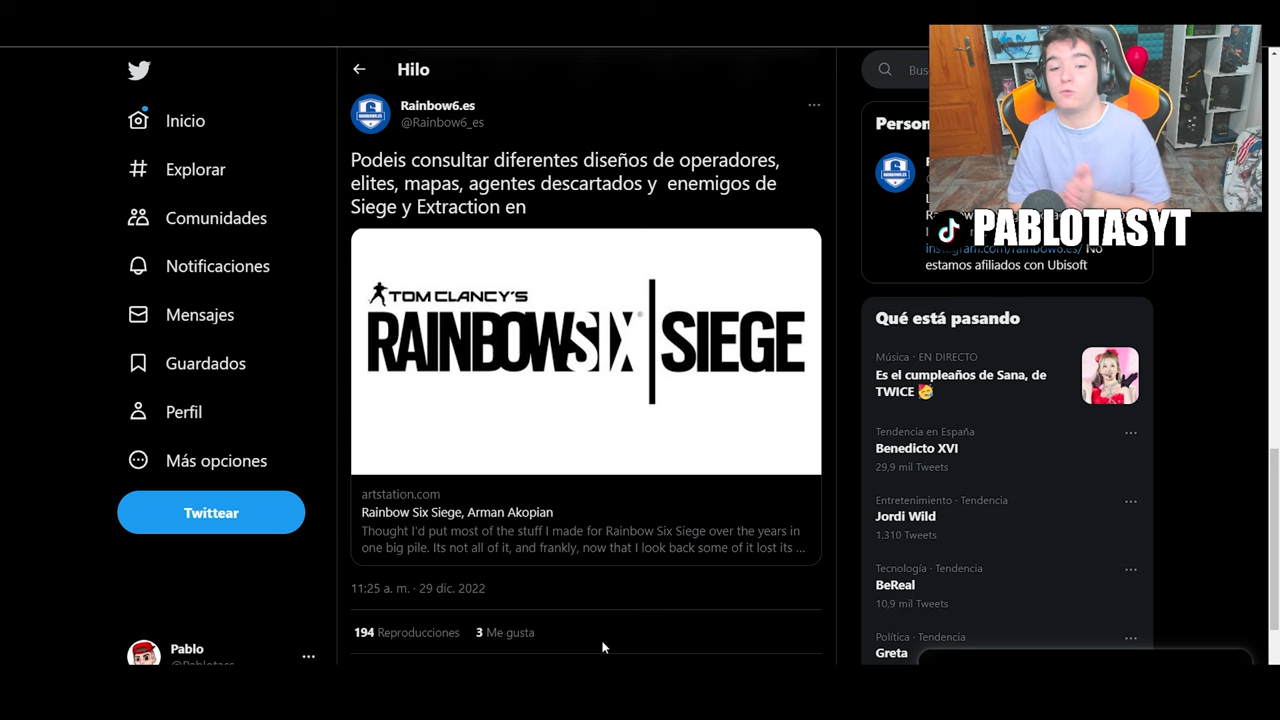 Inicio
Explorar
Comunidades
Notificaciones
Mensajes
Guardados
Perfil
Más opciones
Twittear
Pablo
Hilo
Rainbow6.es
@Rainbow6_es
Podeis consultar diferentes diseños de operadores,
elites, mapas, agentes descartados y enemigos de
Siege y Extraction en
TOM CLANCY'S
RAINBOWSIX | SIEGE
artstation.com
Rainbow Six Siege, Arman Akopian
Thought I'd put most of the stuff I made for Rainbow Six Siege over the years in
one big pile. Its not all of it, and frankly, now that I look back some of it lost its ...
11:25 a. m. · 29 dic. 2022
194 Reproducciones 3 Me gusta
PABLOTASYT
No
estamos afiliados con Ubisoft
Qué está pasando
Música · EN DIRECTO
Es el cumpleaños de Sana, de
TWICE 🥳
Tendencia en España
Benedicto XVI
29,9 mil Tweets
Entretenimiento · Tendencia
Jordi Wild
1.310 Tweets
Tecnología · Tendencia
BeReal
10,9 mil Tweets
Política · Tendencia
Greta